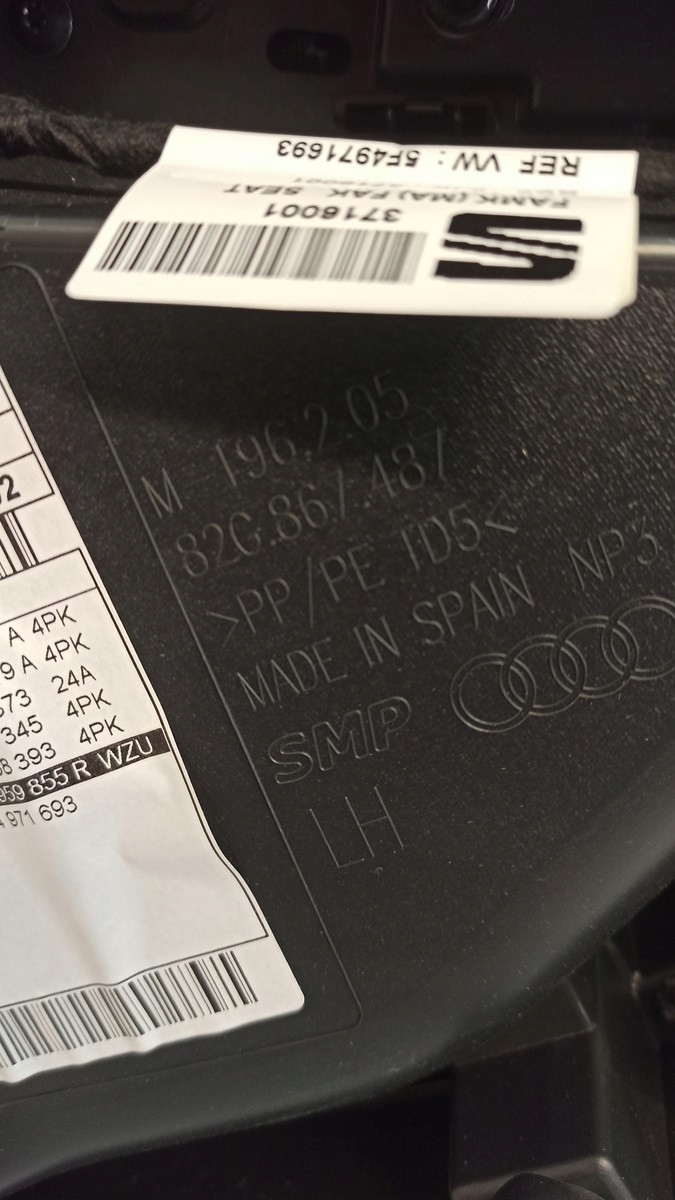 REF VW : 5F4971693
FAMK (MA) FAK SEAT
3718001
M-196.2.05
82G.867.487
>PP/PE TD5<
MADE IN SPAIN NP3
SMP
LH
A 4PK
9 A 4PK
573 24A
345 4PK
393 4PK
959 855 R WZU
971 693